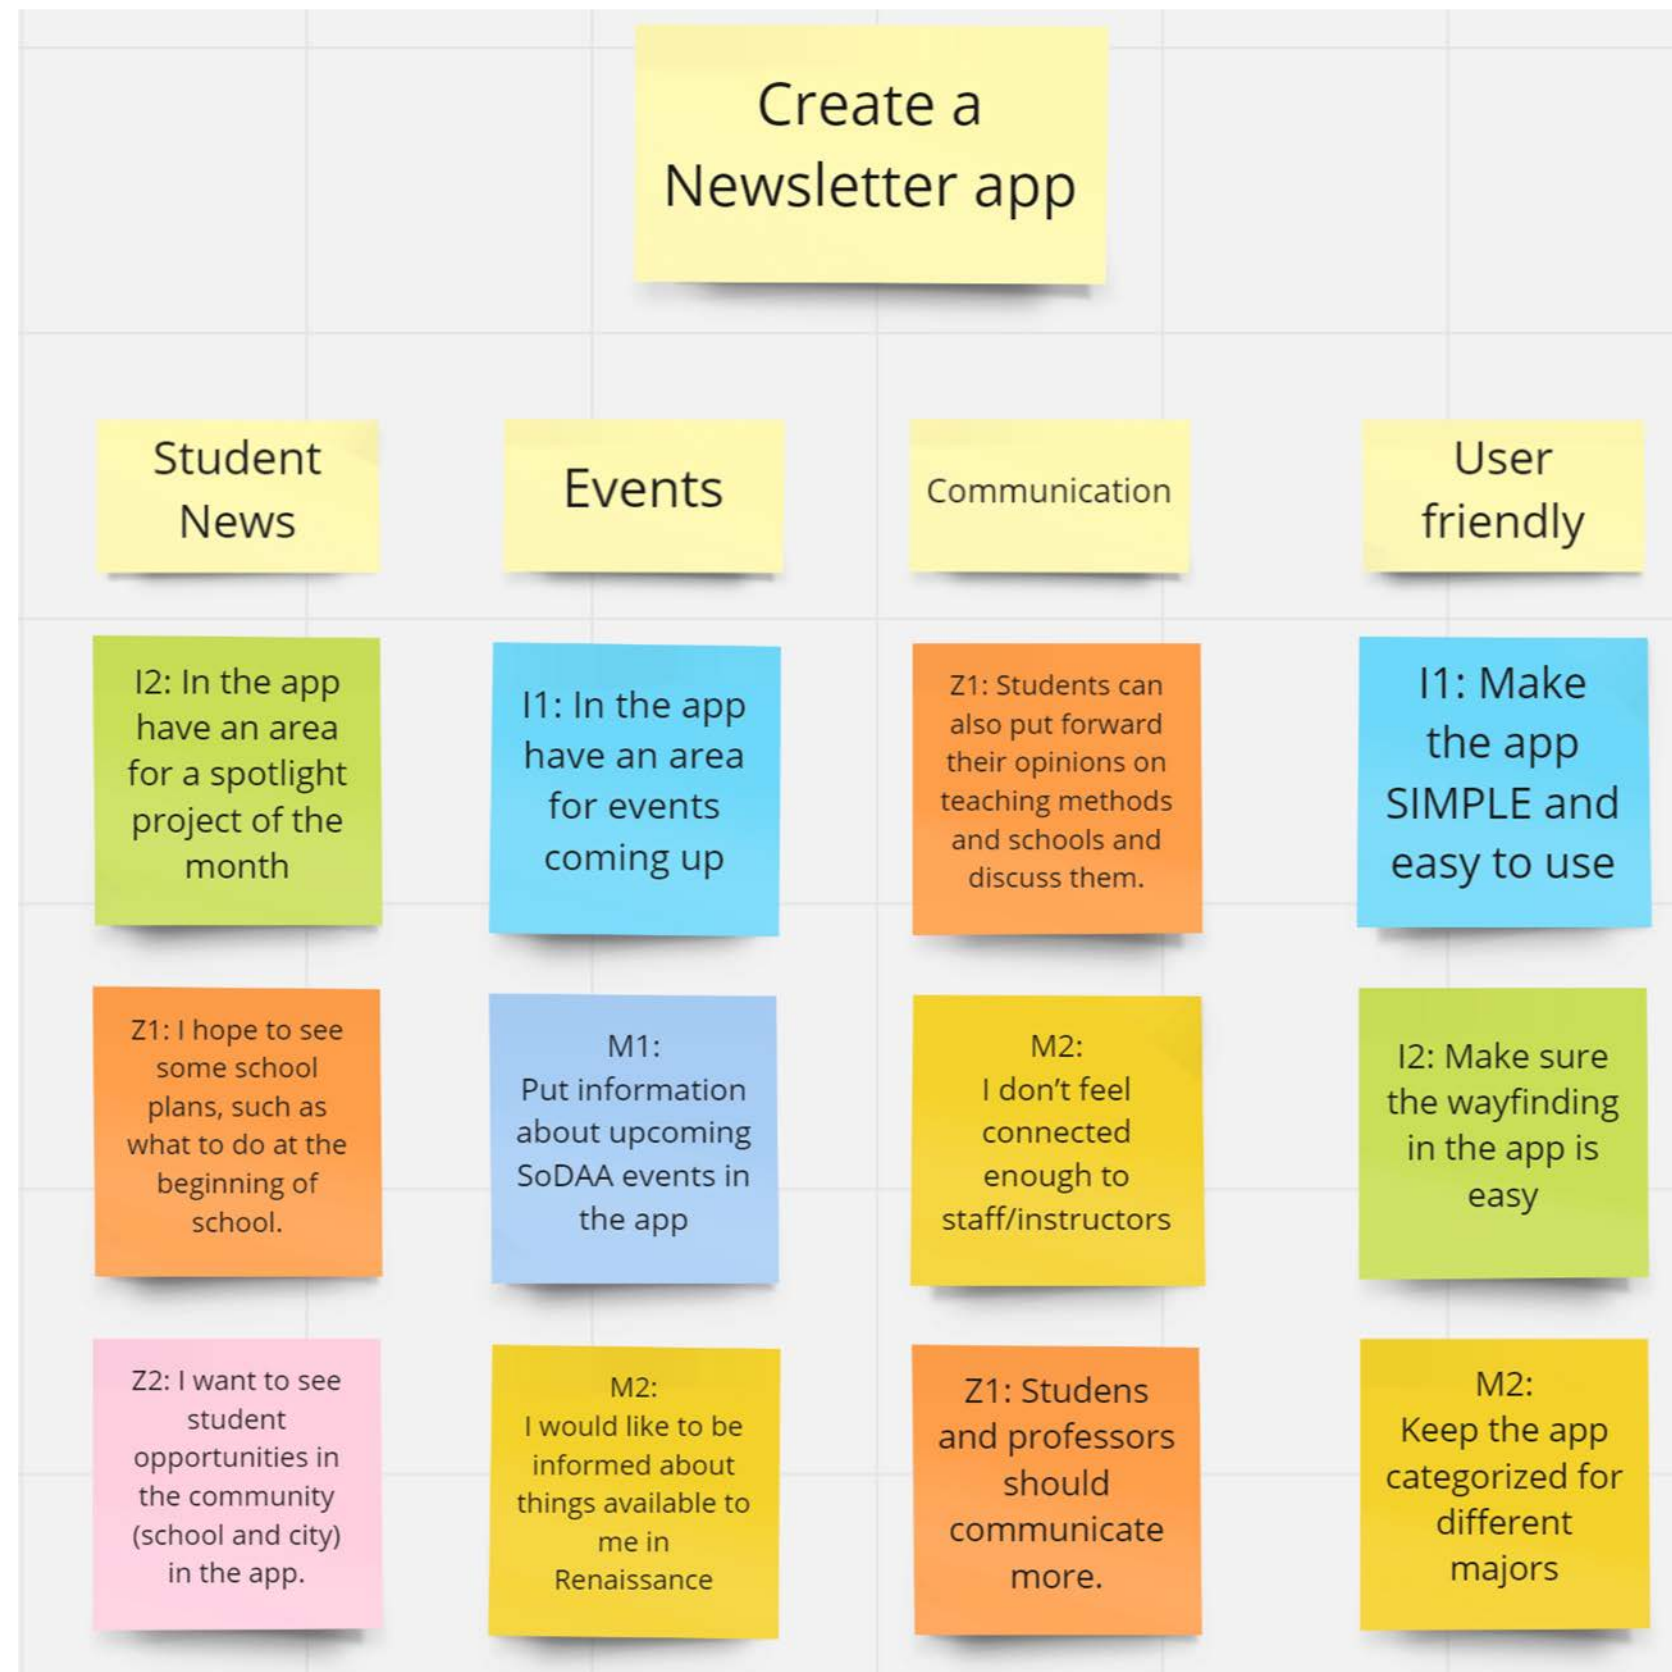 Create a
Newsletter app
Student
News
Events
Communication
User
friendly
I2: In the app
have an area
for a spotlight
project of the
month
I1: In the app
have an area
for events
coming up
Z1: Students can
also put forward
their opinions on
teaching methods
and schools and
discuss them.
I1: Make
the app
SIMPLE and
easy to use
Z1: I hope to see
some school
plans, such as
what to do at the
beginning of
school.
M1:
Put information
about upcoming
SoDAA events in
the app
M2:
I don't feel
connected
enough to
staff/instructors
I2: Make sure
the wayfinding
in the app is
easy
Z2: I want to see
student
opportunities in
the community
(school and city)
in the app.
M2:
I would like to be
informed about
things available to
me in
Renaissance
Z1: Studens
and professors
should
communicate
more.
M2:
Keep the app
categorized for
different
majors